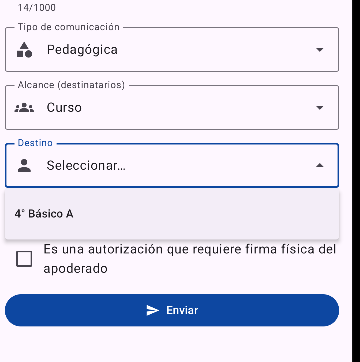 14/1000
Tipo de comunicación
Pedagógica
Alcance (destinatarios)
Curso
Destino
Seleccionar...
4° Básico A
Es una autorización que requiere firma física del
apoderado
Enviar